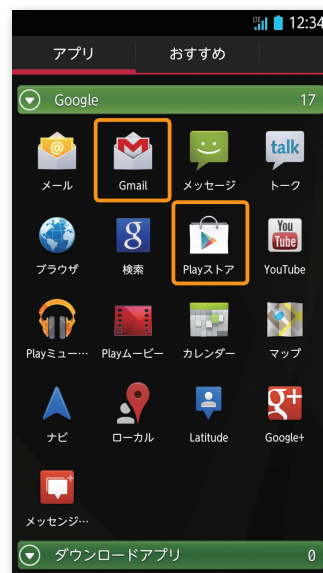 LTE 12:34
アプリ おすすめ
Google 17
@ talk
メール Gmail メッセージ トーク
8 You Tube
ブラウザ 検索 Playストア YouTube
Playミュー… Playムービー カレンダー マップ
g+
ナビ ローカル Latitude Google+
メッセンジ…
ダウンロードアプリ 0